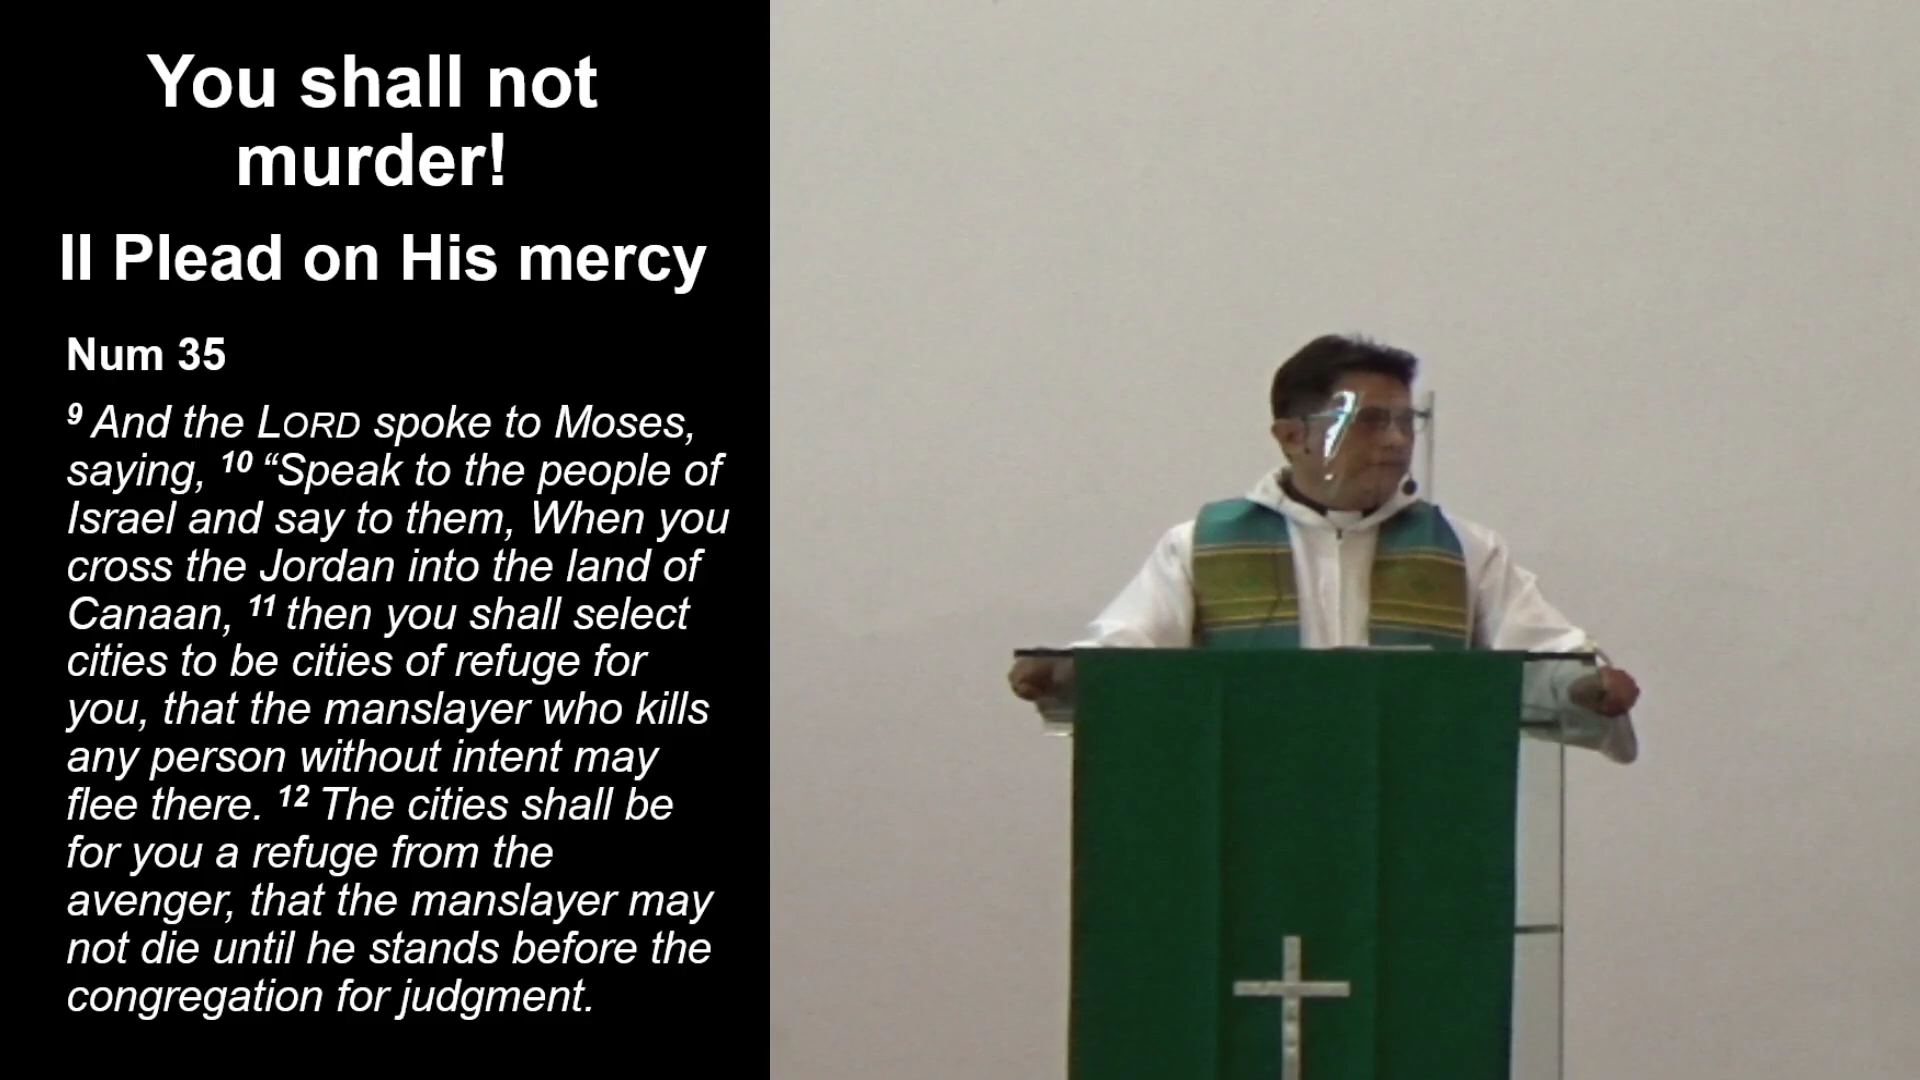 You shall not
murder!
II Plead on His mercy
Num 35
9 And the LORD spoke to Moses,
saying, 10 “Speak to the people of
Israel and say to them, When you
cross the Jordan into the land of
Canaan, 11 then you shall select
cities to be cities of refuge for
you, that the manslayer who kills
any person without intent may
flee there. 12 The cities shall be
for you a refuge from the
avenger, that the manslayer may
not die until he stands before the
congregation for judgment.